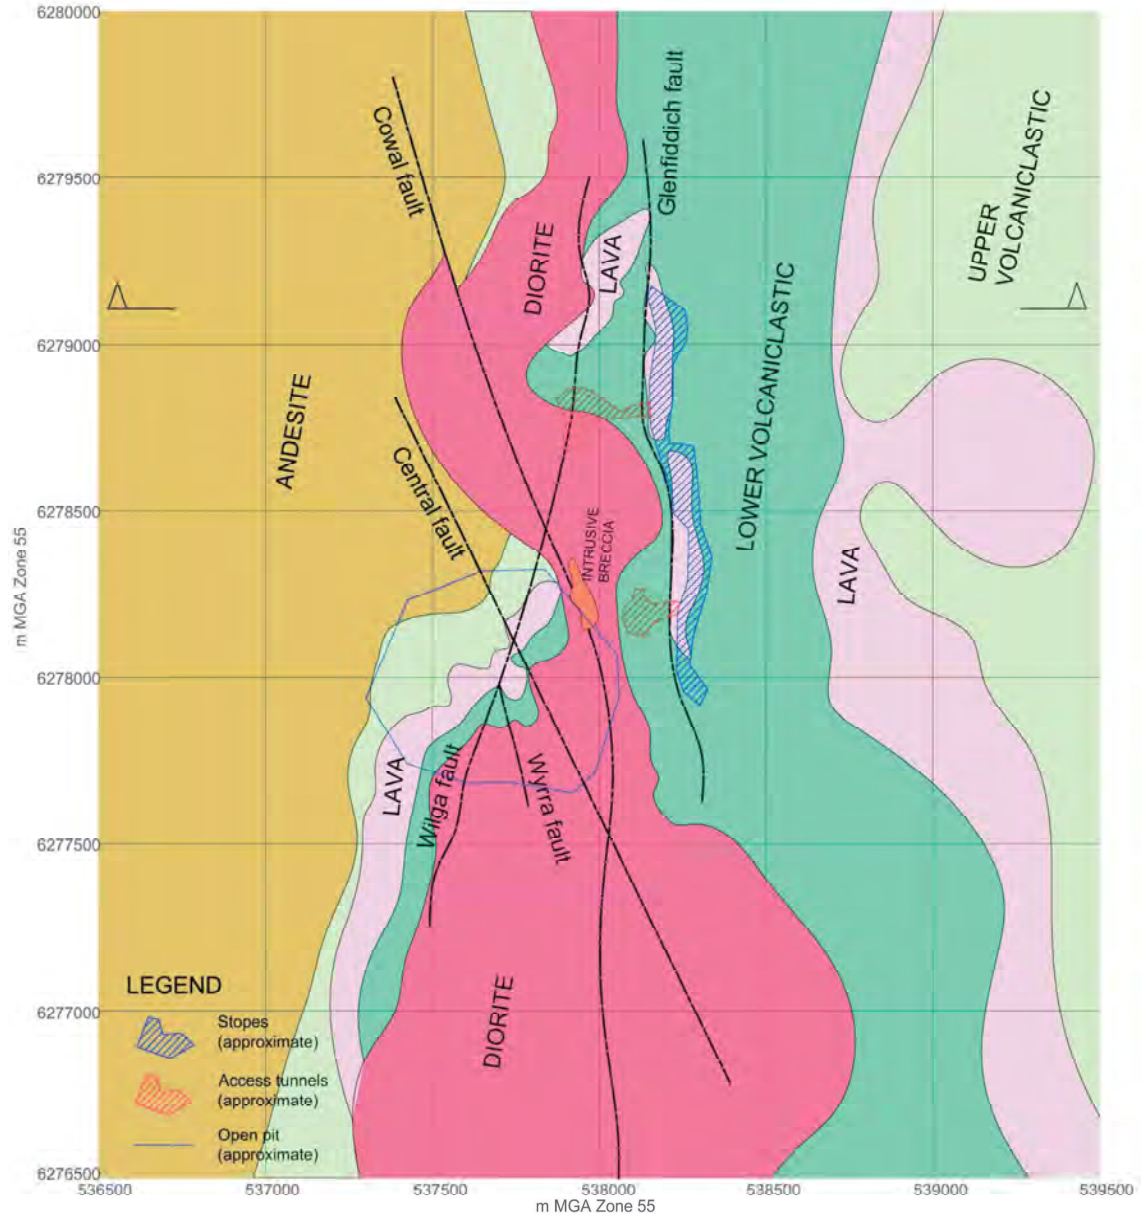 6280000
6279500
6279000
6278500
6278000
6277500
6277000
6276500
m MGA Zone 55
536500
537000
537500
538000
538500
539000
539500
m MGA Zone 55
Cowal fault
Glenfiddich fault
UPPER
VOLCANICLASTIC
DIORITE
LAVA
LOWER VOLCANICLASTIC
ANDESITE
Central fault
INTRUSIVE
BRECCIA
LAVA
LAVA
Wilga fault
Wyrra fault
DIORITE
LEGEND
Stopes
(approximate)
Access tunnels
(approximate)
Open pit
(approximate)